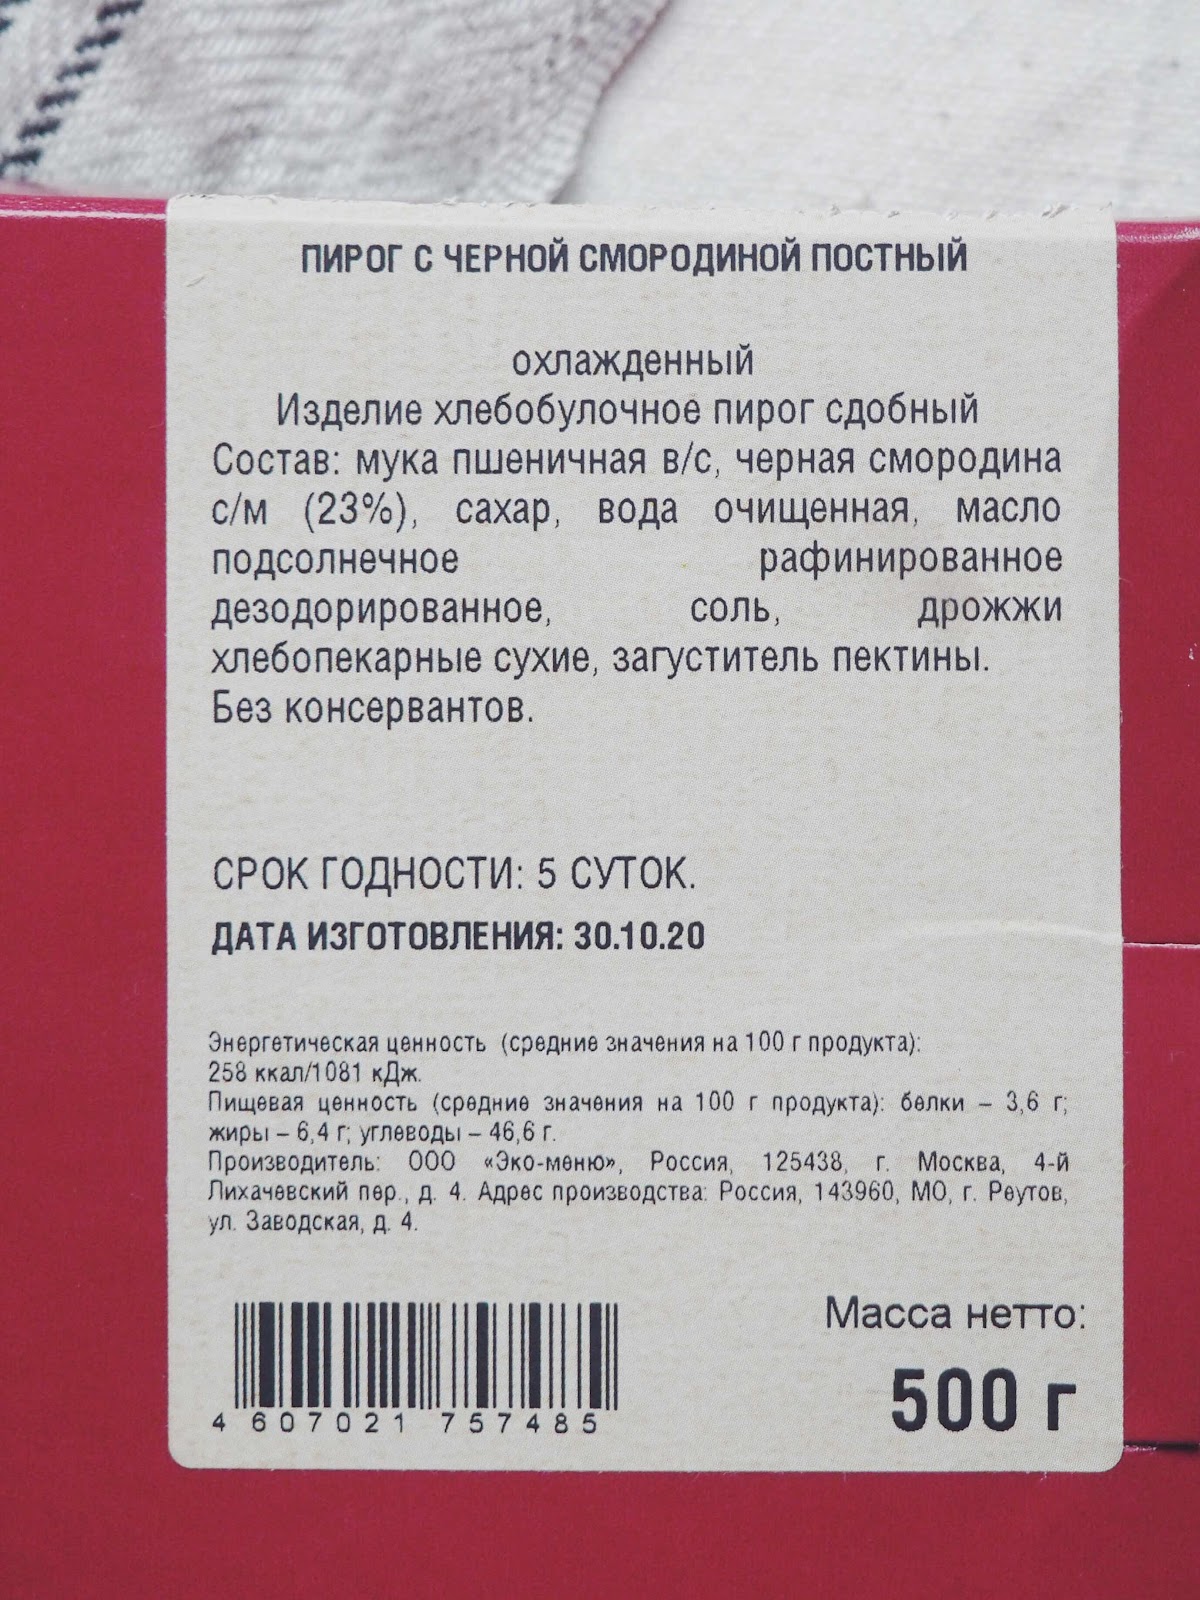 ПИРОГ С ЧЕРНОЙ СМОРОДИНОЙ ПОСТНЫЙ
охлажденный
Изделие хлебобулочное пирог сдобный
Состав: мука пшеничная в/с, черная смородина
с/м (23%), сахар, вода очищенная, масло
подсолнечное рафинированное
дезодорированное, соль, дрожжи
хлебопекарные сухие, загуститель пектины.
Без консервантов.
СРОК ГОДНОСТИ: 5 СУТОК.
ДАТА ИЗГОТОВЛЕНИЯ: 30.10.20
Энергетическая ценность (средние значения на 100 г продукта):
258 ккал/1081 кДж.
Пищевая ценность (средние значения на 100 г продукта): белки – 3,6 г;
жиры – 6,4 г; углеводы – 46,6 г.
Производитель: ООО «Эко-меню», Россия, 125438, г. Москва, 4-й
Лихачевский пер., д. 4. Адрес производства: Россия, 143960, МО, г. Реутов,
ул. Заводская, д. 4.
Масса нетто:
500 г
4 607021 757485